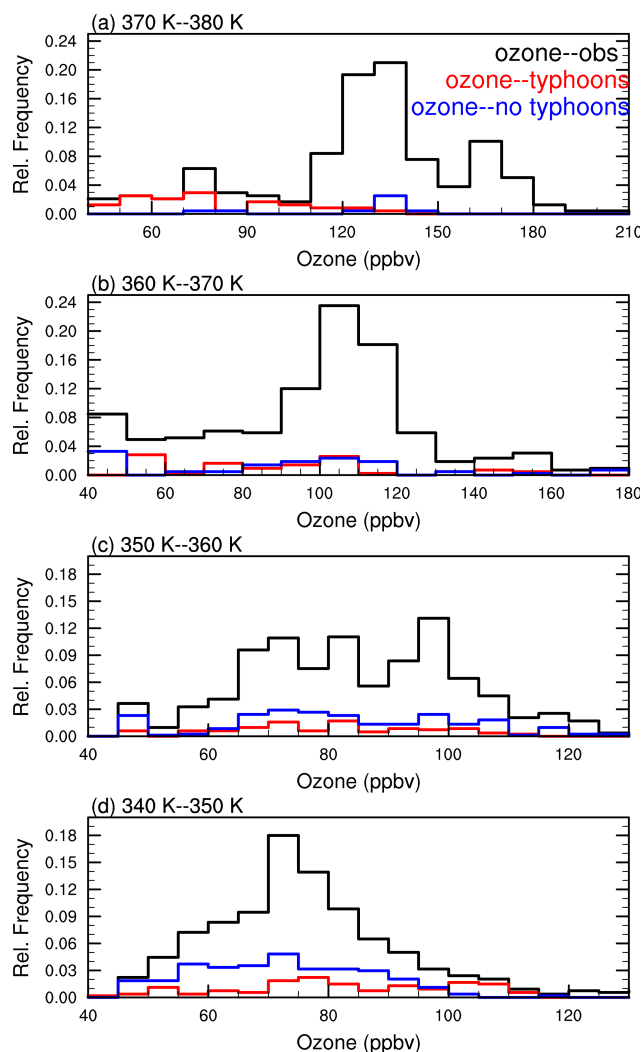 (a) 370 K--380 K
0.24
0.20
0.16
0.12
0.08
0.04
0.00
Rel. Frequency
ozone--obs
ozone--typhoons
ozone--no typhoons
60 90 120 150 180 210
Ozone (ppbv)
(b) 360 K--370 K
0.24
0.20
0.16
0.12
0.08
0.04
0.00
Rel. Frequency
40 60 80 100 120 140 160 180
Ozone (ppbv)
(c) 350 K--360 K
0.18
0.15
0.12
0.09
0.06
0.03
0.00
Rel. Frequency
40 60 80 100 120
Ozone (ppbv)
(d) 340 K--350 K
0.18
0.15
0.12
0.09
0.06
0.03
0.00
Rel. Frequency
40 60 80 100 120
Ozone (ppbv)